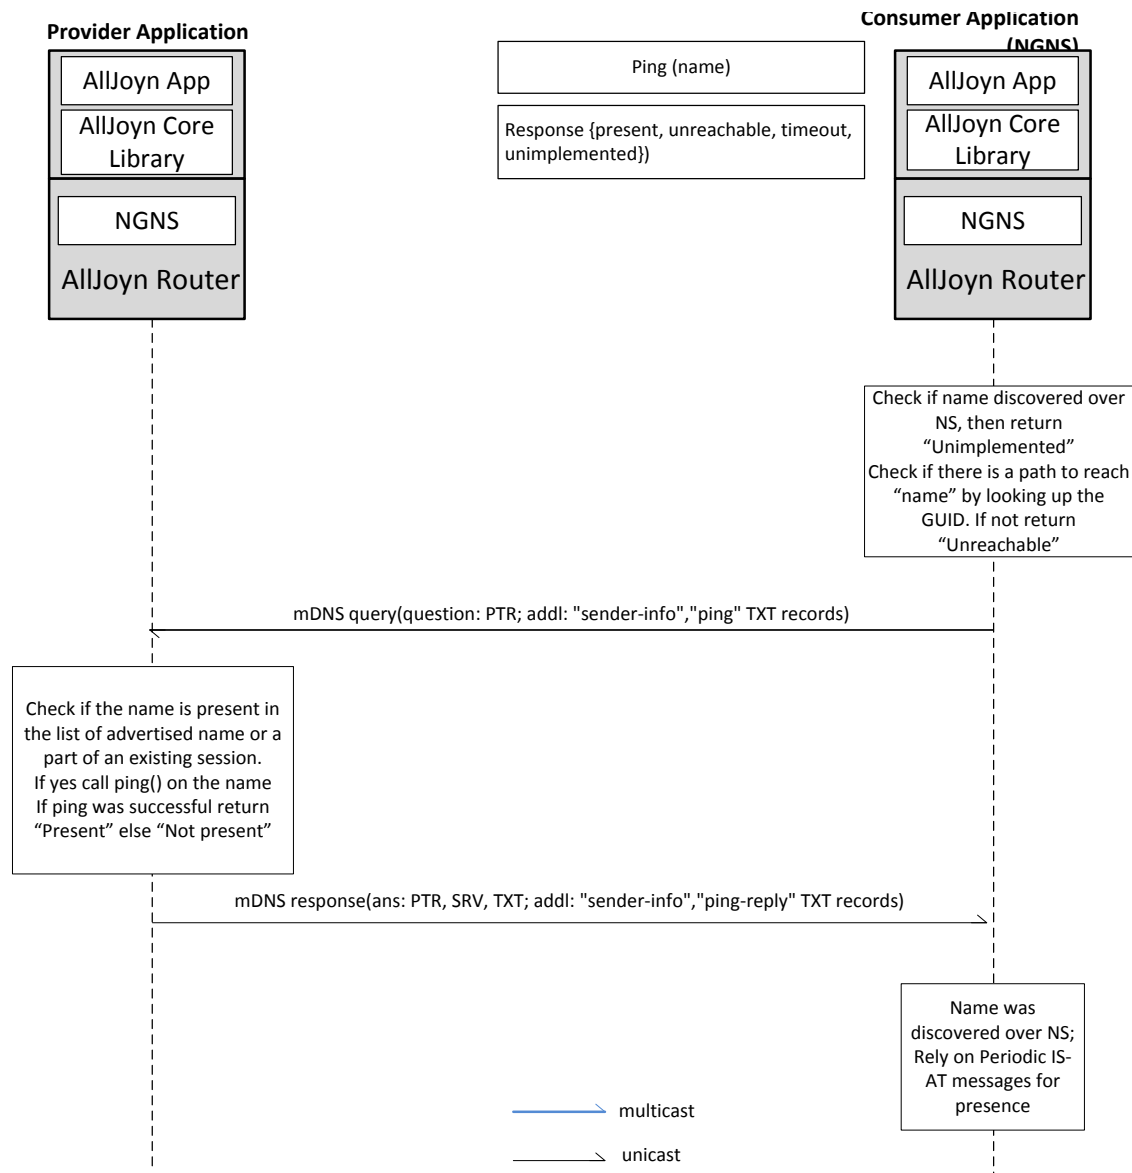 Provider Application
Consumer Application
(NGNS)
AllJoyn App
AllJoyn Core
Library
NGNS
AllJoyn Router
Ping (name)
Response {present, unreachable, timeout,
unimplemented})
AllJoyn App
AllJoyn Core
Library
NGNS
AllJoyn Router
Check if name discovered over
NS, then return
“Unimplemented”
Check if there is a path to reach
“name” by looking up the
GUID. If not return
“Unreachable”
mDNS query(question: PTR; addl: "sender-info","ping" TXT records)
Check if the name is present in
the list of advertised name or a
part of an existing session.
If yes call ping() on the name
If ping was successful return
“Present” else “Not present”
mDNS response(ans: PTR, SRV, TXT; addl: "sender-info","ping-reply" TXT records)
Name was
discovered over NS;
Rely on Periodic IS-
AT messages for
presence
multicast
unicast